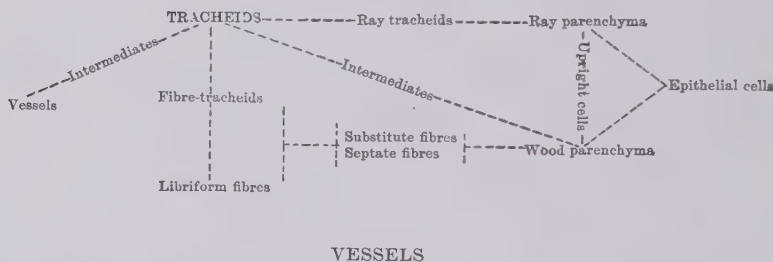 TRACHEIDS Ray tracheids Ray parenchyma
Intermediates
Intermediates
Upright cells
Vessels
Fibre-tracheids
Epithelial cells
Substitute fibres
Septate fibres
Wood parenchyma
Libriform fibres
VESSELS